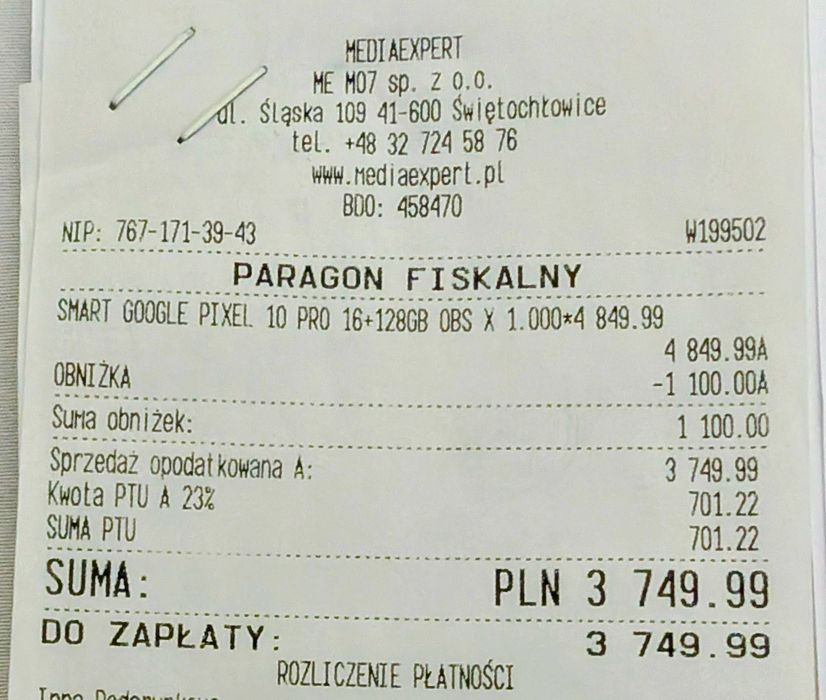 MEDIAEXPERT
ME M07 sp. z o.o.
ul. Śląska 109 41-600 Świętochłowice
tel. +48 32 724 58 76
www.mediaexpert.pl
BDO: 458470
NIP: 767-171-39-43 W199502
PARAGON FISKALNY
SMART GOOGLE PIXEL 10 PRO 16+128GB OBS X 1.000*4 849.99
4 849.99A
OBNIŻKA -1 100.00A
Suma obniżek: 1 100.00
Sprzedaż opodatkowana A: 3 749.99
Kwota PTU A 23% 701.22
SUMA PTU 701.22
SUMA: PLN 3 749.99
DO ZAPŁATY: 3 749.99
ROZLICZENIE PŁATNOŚCI